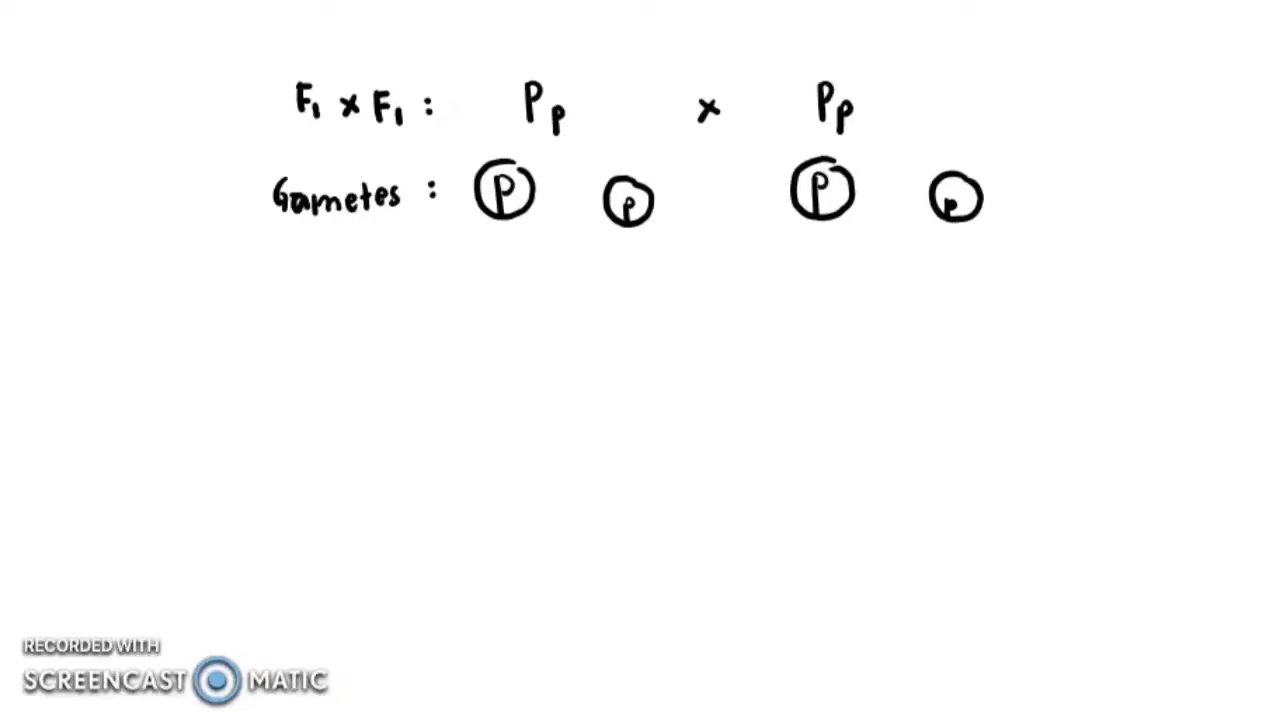 F₁ × F₁ : Pp × Pp
Gametes : P p P p
RECORDED WITH
SCREENCAST MATIC